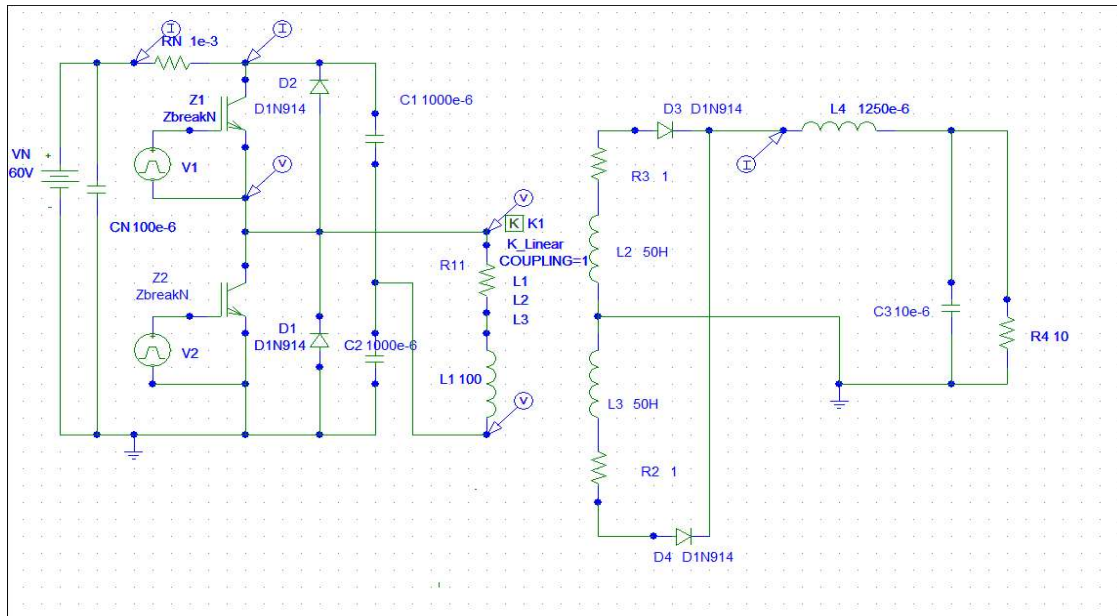 I
I
RN 1e-3
D2
D1N914
Z1
ZbreakN
V1
C1 1000e-6
VN
60V
+
-
CN 100e-6
V
V
K K1
K_Linear
COUPLING=1
L1
L2
L3
R11
Z2
ZbreakN
V2
D1
D1N914
C2 1000e-6
L1 100
V
D3 D1N914
R3 1
L2 50H
L3 50H
R2 1
D4 D1N914
I
L4 1250e-6
C3 10e-6
R4 10